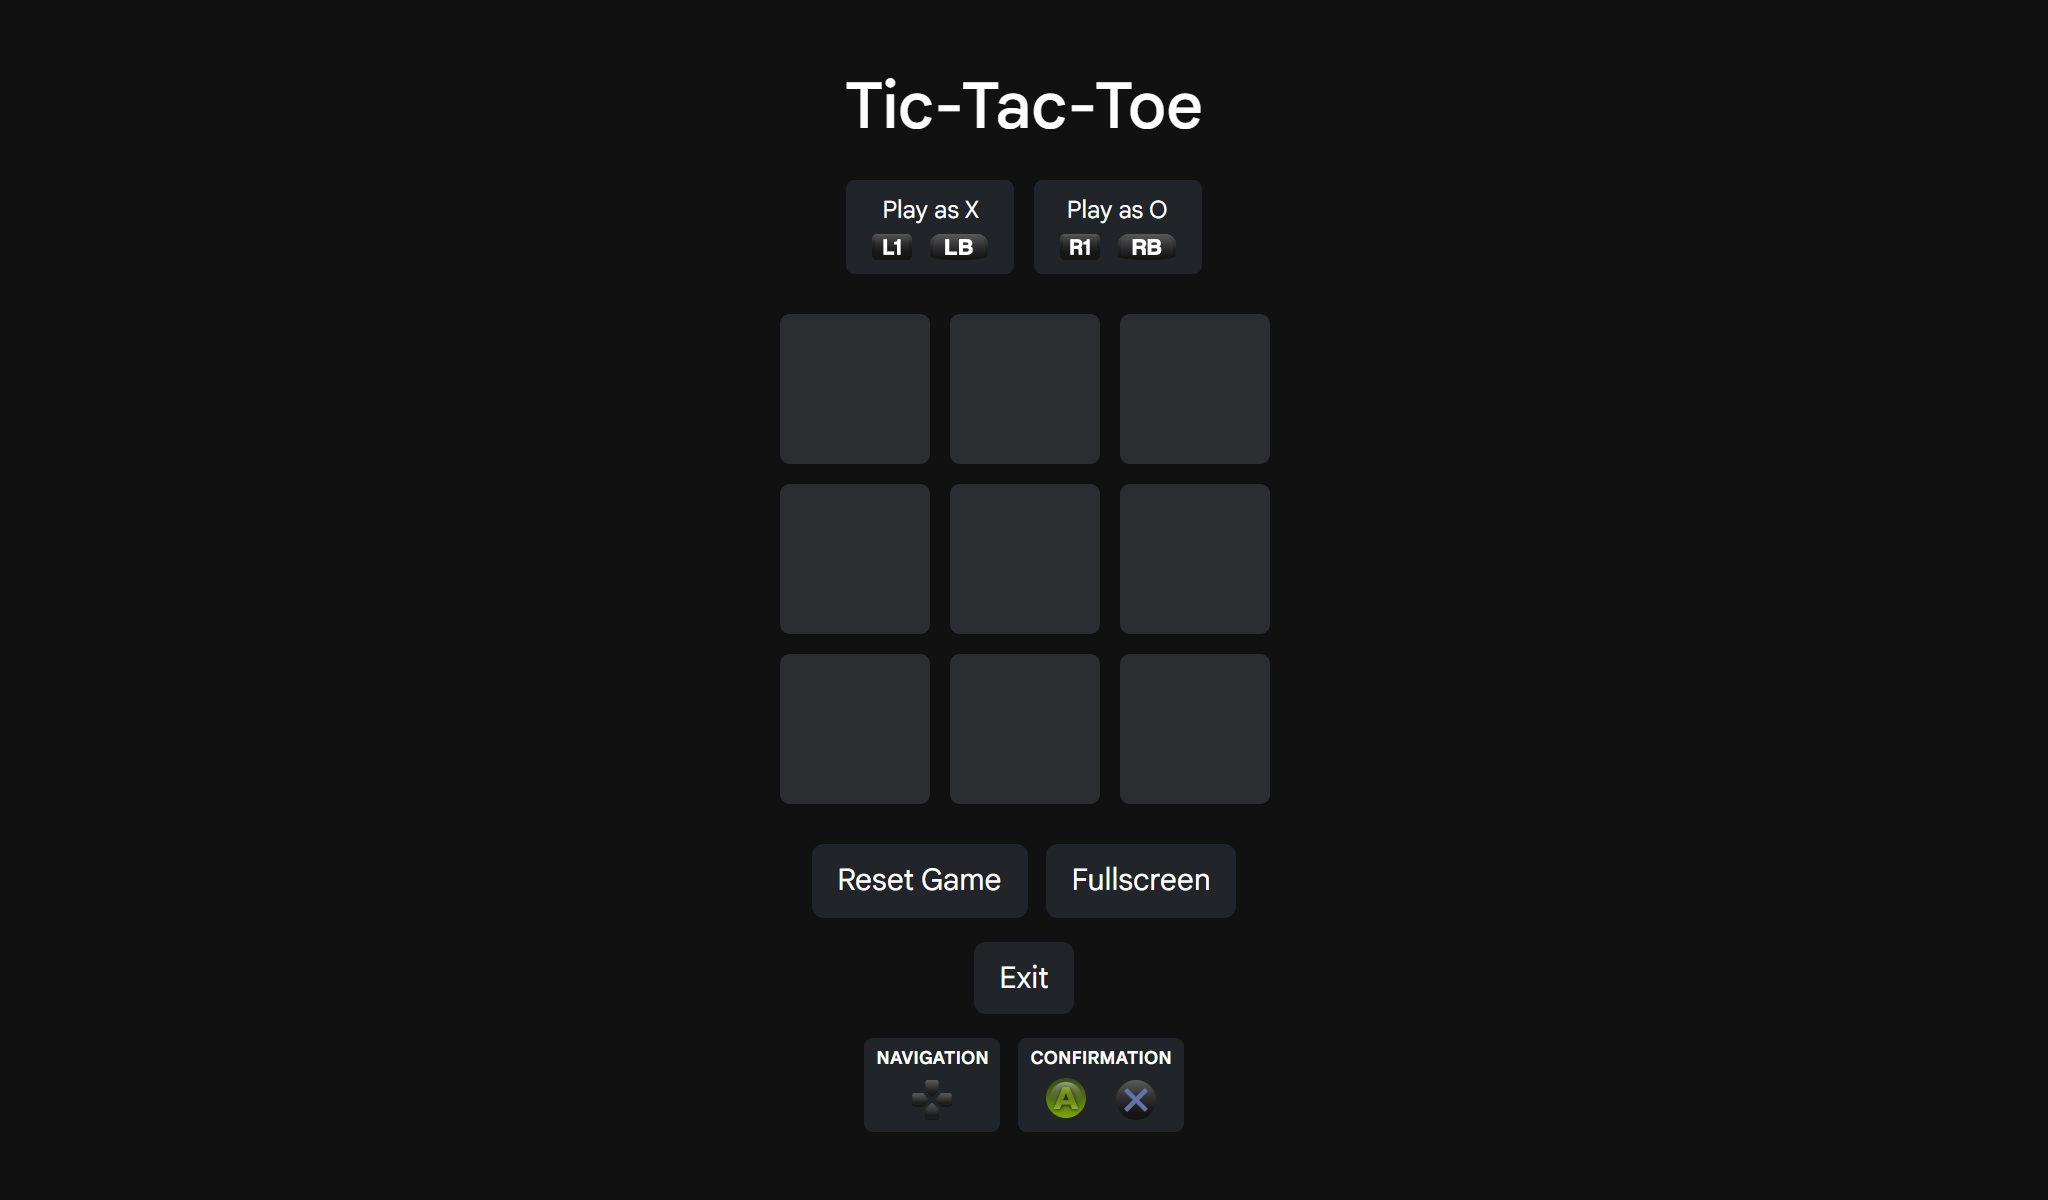 Tic-Tac-Toe
Play as X
L1 LB
Play as O
R1 RB
Reset Game
Fullscreen
Exit
NAVIGATION
CONFIRMATION
A